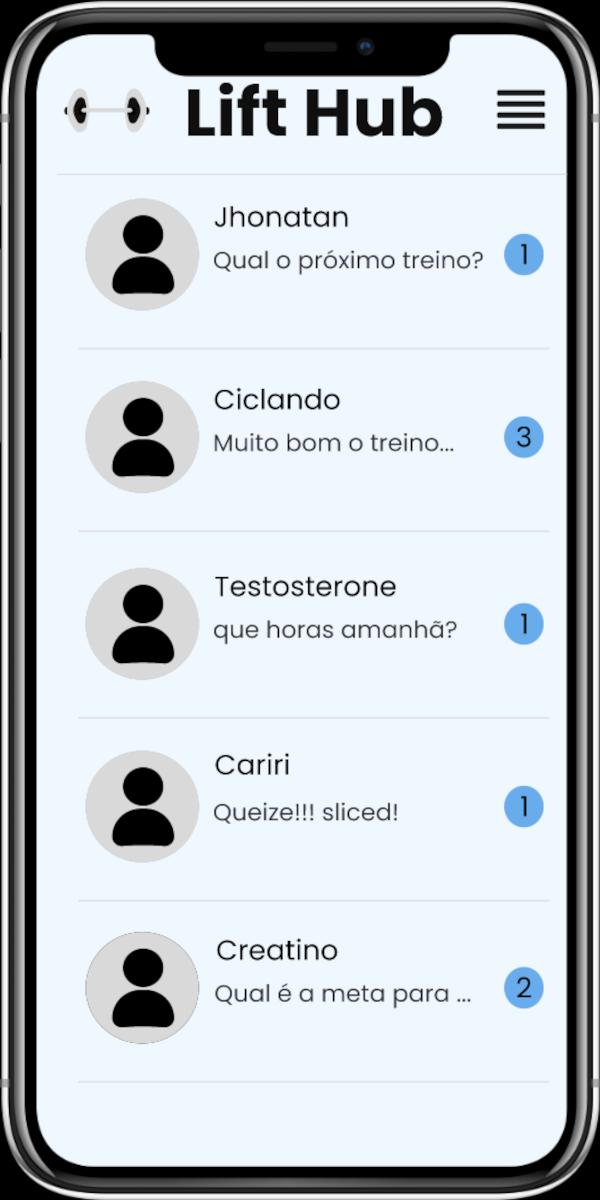 Lift Hub
Jhonatan
Qual o próximo treino?
1
Ciclando
Muito bom o treino...
3
Testosterone
que horas amanhã?
1
Cariri
Queize!!! sliced!
1
Creatino
Qual é a meta para ...
2